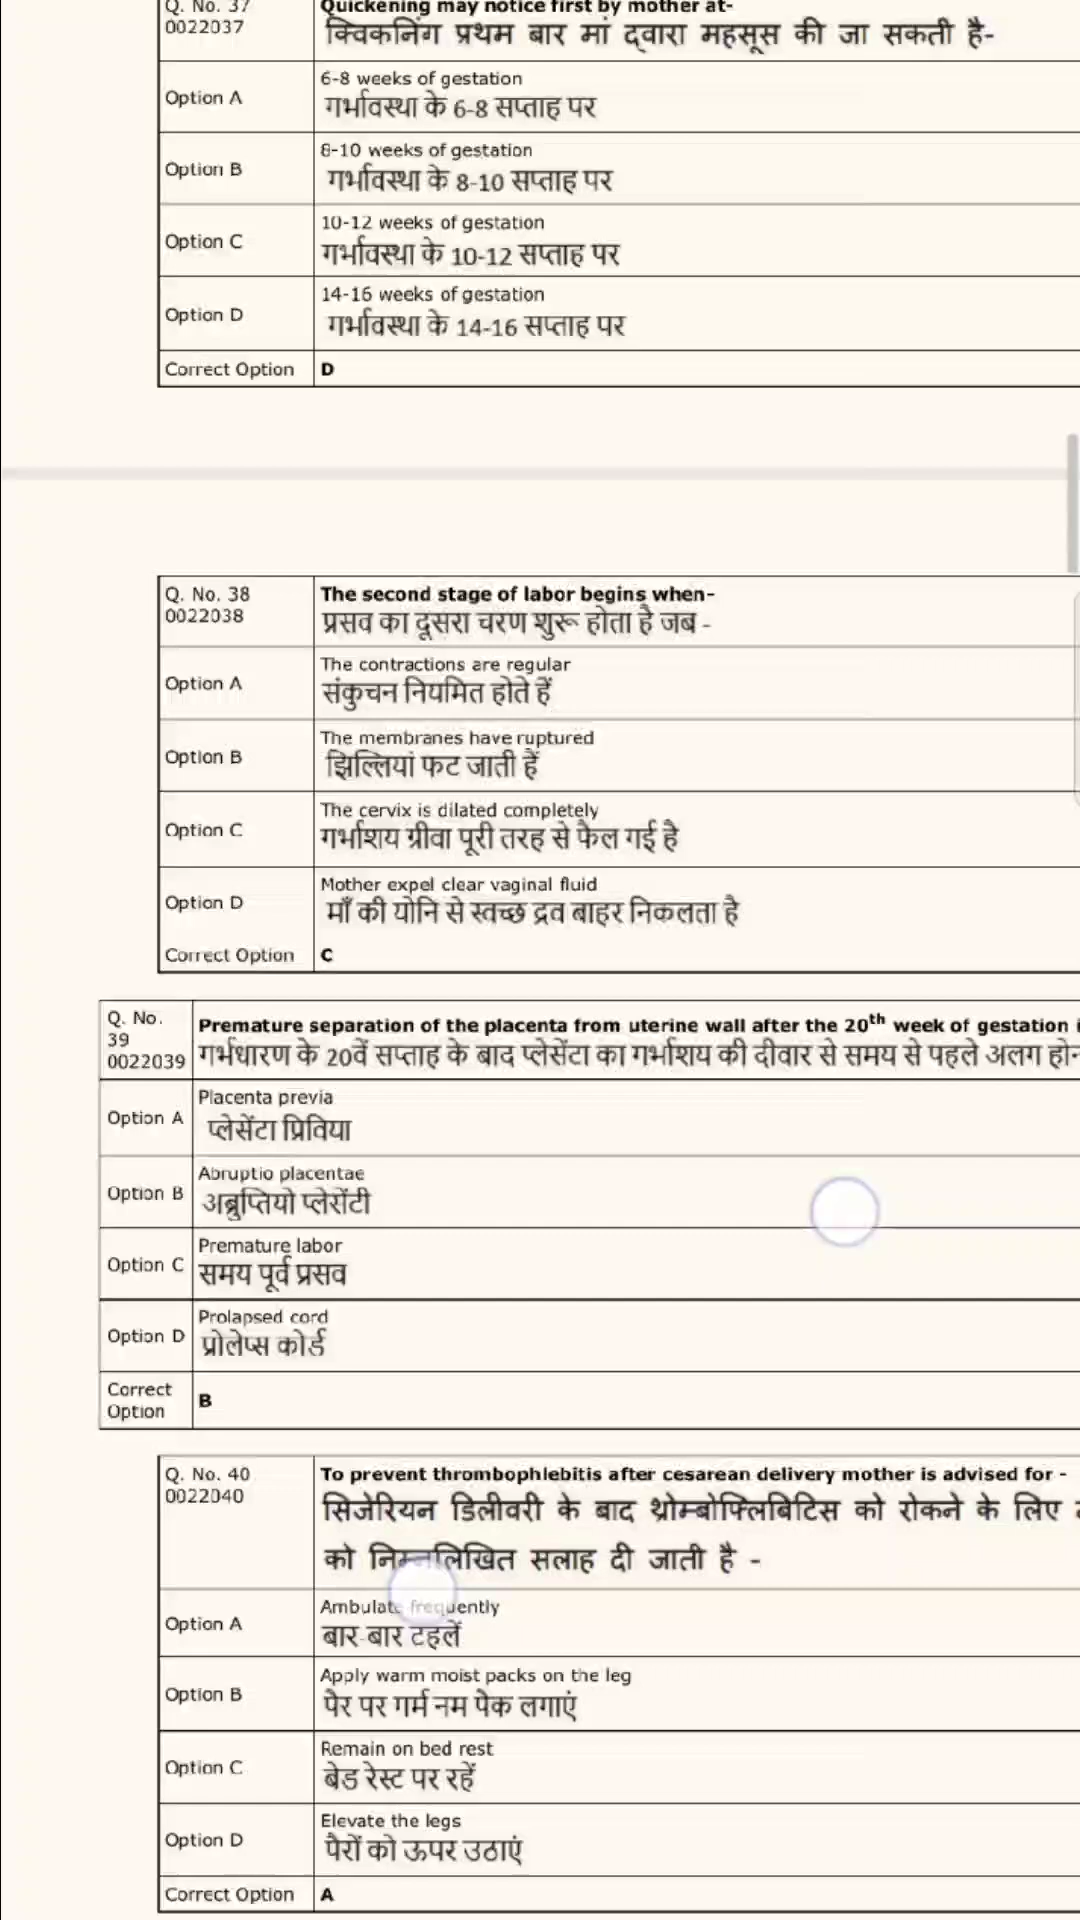 Q. No. 37
0022037
Quickening may notice first by mother at-
क्विकनिंग प्रथम बार मां द्वारा महसूस की जा सकती है-
Option A
6-8 weeks of gestation
गर्भावस्था के 6-8 सप्ताह पर
Option B
8-10 weeks of gestation
गर्भावस्था के 8-10 सप्ताह पर
Option C
10-12 weeks of gestation
गर्भावस्था के 10-12 सप्ताह पर
Option D
14-16 weeks of gestation
गर्भावस्था के 14-16 सप्ताह पर
Correct Option
D
Q. No. 38
0022038
The second stage of labor begins when-
प्रसव का दूसरा चरण शुरू होता है जब -
Option A
The contractions are regular
संकुचन नियमित होते हैं
Option B
The membranes have ruptured
झिल्लियां फट जाती हैं
Option C
The cervix is dilated completely
गर्भाशय ग्रीवा पूरी तरह से फैल गई है
Option D
Mother expel clear vaginal fluid
माँ की योनि से स्वच्छ द्रव बाहर निकलता है
Correct Option
C
Q. No.
39
0022039
Premature separation of the placenta from uterine wall after the 20th week of gestation
गर्भधारण के 20वें सप्ताह के बाद प्लेसेंटा का गर्भाशय की दीवार से समय से पहले अलग
Option A
Placenta previa
प्लेसेंटा प्रिविया
Option B
Abruptio placentae
अब्रुप्तियो प्लेसेंटी
Option C
Premature labor
समय पूर्व प्रसव
Option D
Prolapsed cord
प्रोलेप्स कोर्ड
Correct
Option
B
Q. No. 40
0022040
To prevent thrombophlebitis after cesarean delivery mother is advised for -
सिजेरियन डिलीवरी के बाद थ्रोम्बोफ्लिबिटिस को रोकने के लिए
को निम्नलिखित सलाह दी जाती है -
Option A
Ambulate frequently
बार-बार टहलें
Option B
Apply warm moist packs on the leg
पैर पर गर्म नम पैक लगाएं
Option C
Remain on bed rest
बेड रेस्ट पर रहें
Option D
Elevate the legs
पैरों को ऊपर उठाएं
Correct Option
A